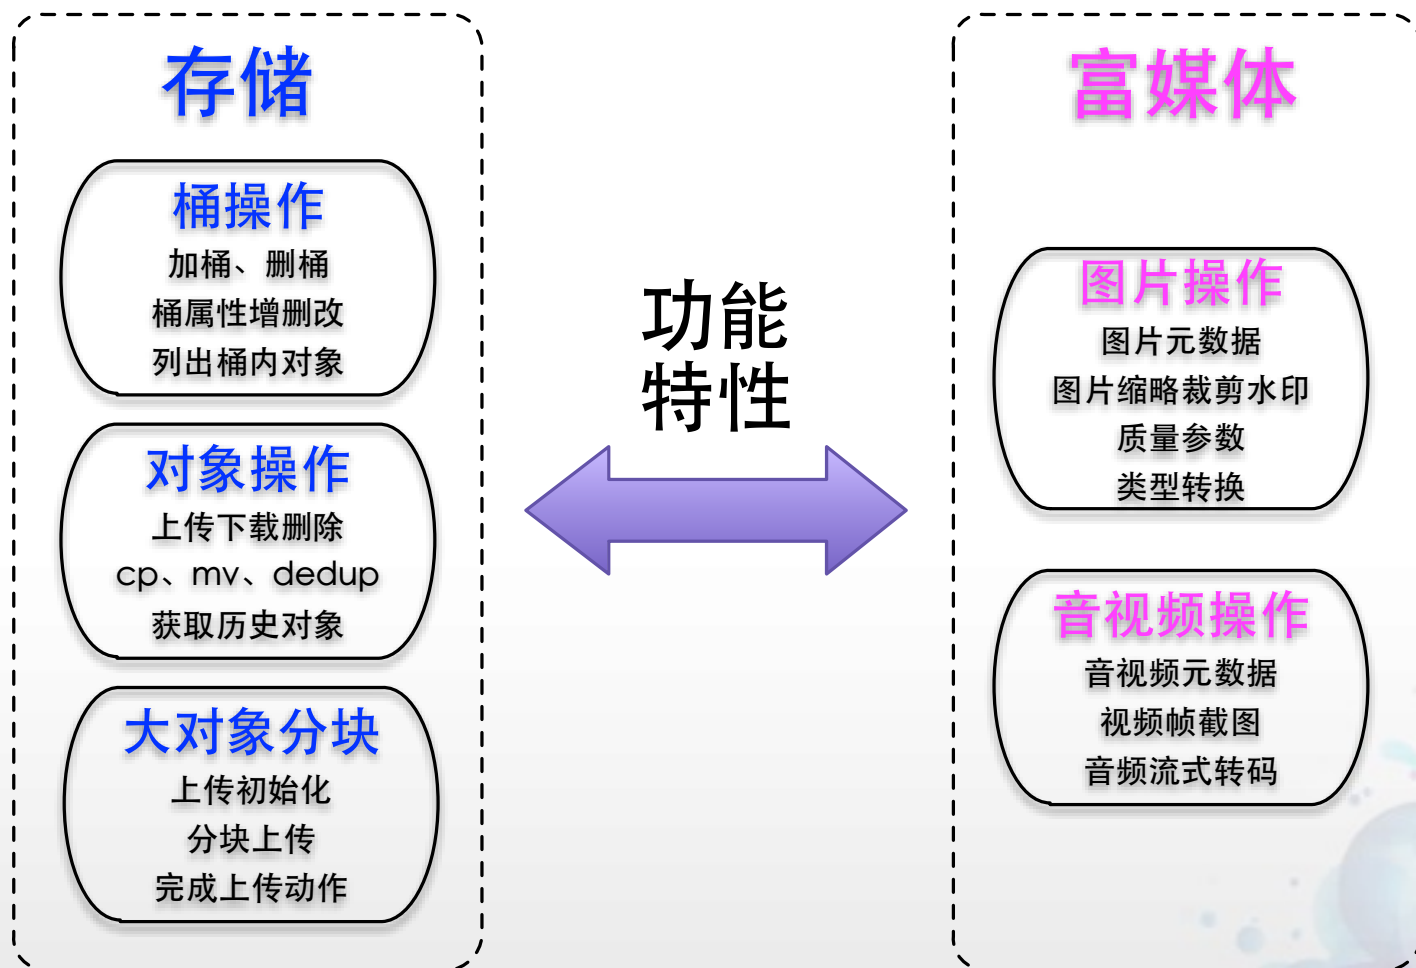 存储
桶操作
加桶、删桶
桶属性增删改
列出桶内对象
对象操作
上传下载删除
cp、mv、dedup
获取历史对象
大对象分块
上传初始化
分块上传
完成上传动作
功能
特性
富媒体
图片操作
图片元数据
图片缩略裁剪水印
质量参数
类型转换
音视频操作
音视频元数据
视频帧截图
音频流式转码